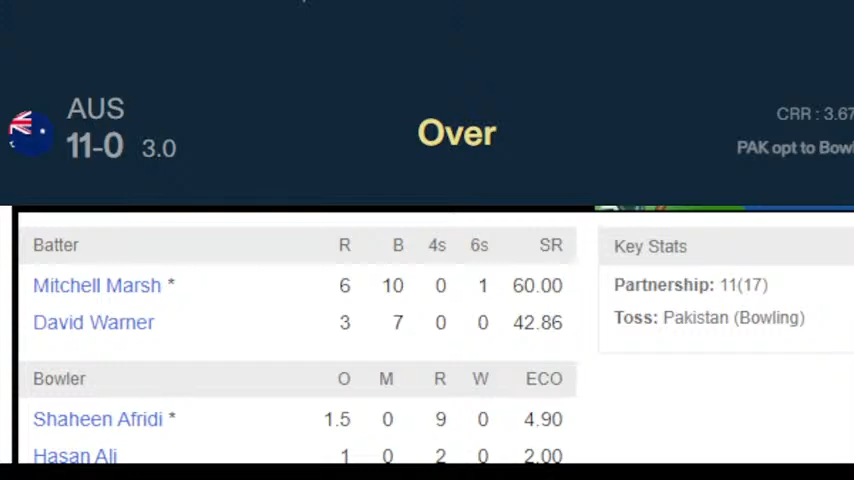 AUS
11-0 3.0
Over
CRR : 3.67
PAK opt to Bowl
Batter R B 4s 6s SR
Mitchell Marsh * 6 10 0 1 60.00
David Warner 3 7 0 0 42.86
Bowler O M R W ECO
Shaheen Afridi * 1.5 0 9 0 4.90
Hasan Ali 1 0 2 0 2.00
Key Stats
Partnership: 11(17)
Toss: Pakistan (Bowling)